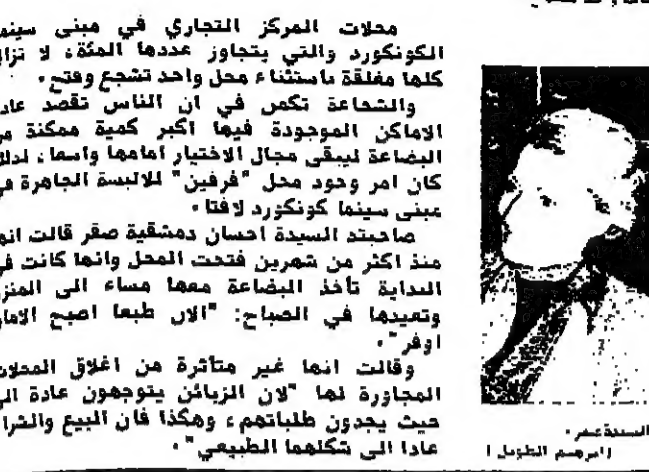 محلات المركز التجاري في مبنى سينما
الكونكورد والتي يتجاوز عددها المئة، لا تزال
كلها مغلقة باستثناء محل واحد تشجع وفتح.
والشجاعة تكمن في ان الناس تقصد عادة
الاماكن الموجودة فيها اكبر كمية ممكنة من
البضاعة ليبقى مجال الاختيار امامها واسعا، لذلك
كان امر وجود محل "فرفين" للالبسة الجاهزة في
مبنى سينما كونكورد لافتا.
صاحبته السيدة احسان دمشقية صقر قالت انها
منذ اكثر من شهرين فتحت المحل وانها كانت في
البداية تأخذ البضاعة معها مساء الى المنزل
وتعيدها في الصباح: "الان طبعا اصبح الامان
اوفر".
وقالت انها غير متأثرة من اغلاق المحلات
المجاورة لها "لان الزبائن يتوجهون عادة الى
حيث يجدون طلباتهم، وهكذا فان البيع والشراء
عادا الى شكلهما الطبيعي".
السيدة صقر.
(ابرهيم الطويل)